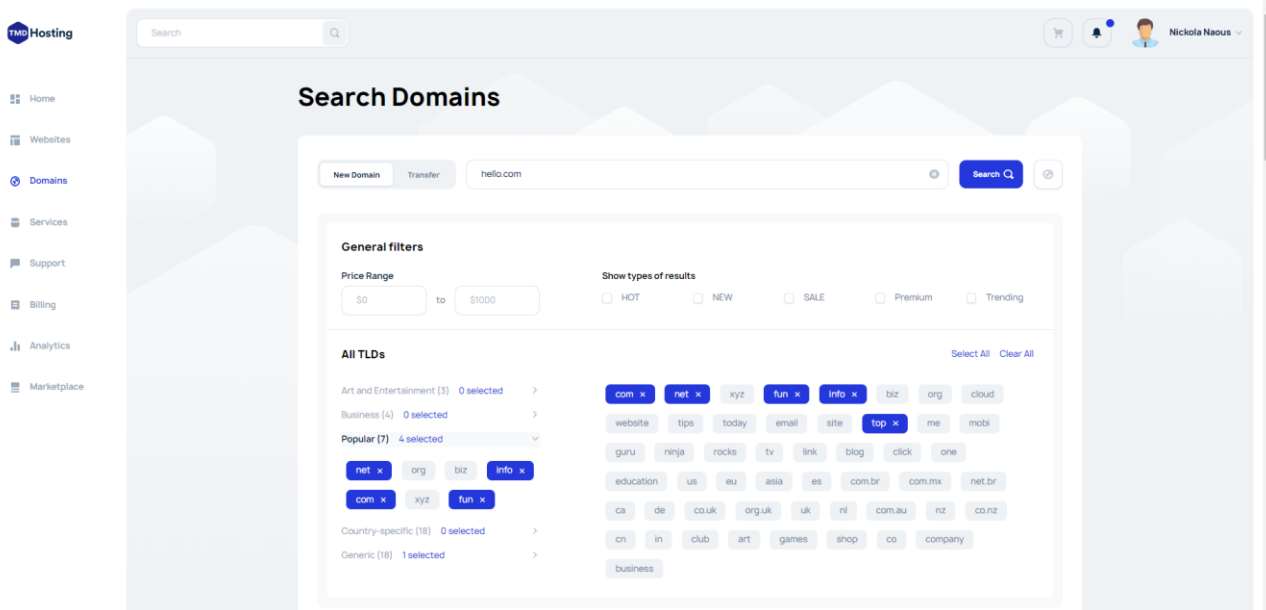 TMD Hosting
Search
Nickola Naous
Home
Websites
Domains
Services
Support
Billing
Analytics
Marketplace
Search Domains
New Domain Transfer hello.com Search
General filters
Price Range
$0 to $1000
Show types of results
HOT NEW SALE Premium Trending
All TLDs
Select All Clear All
Art and Entertainment (3) 0 selected
Business (4) 0 selected
Popular (7) 4 selected
net × org biz info ×
com × xyz fun ×
Country-specific (18) 0 selected
Generic (18) 1 selected
com × net × xyz fun × info × biz org cloud
website tips today email site top × me mobi
guru ninja rocks tv link blog click one
education us eu asia es com.br com.mx net.br
ca de co.uk org.uk uk nl com.au nz co.nz
cn in club art games shop co company
business